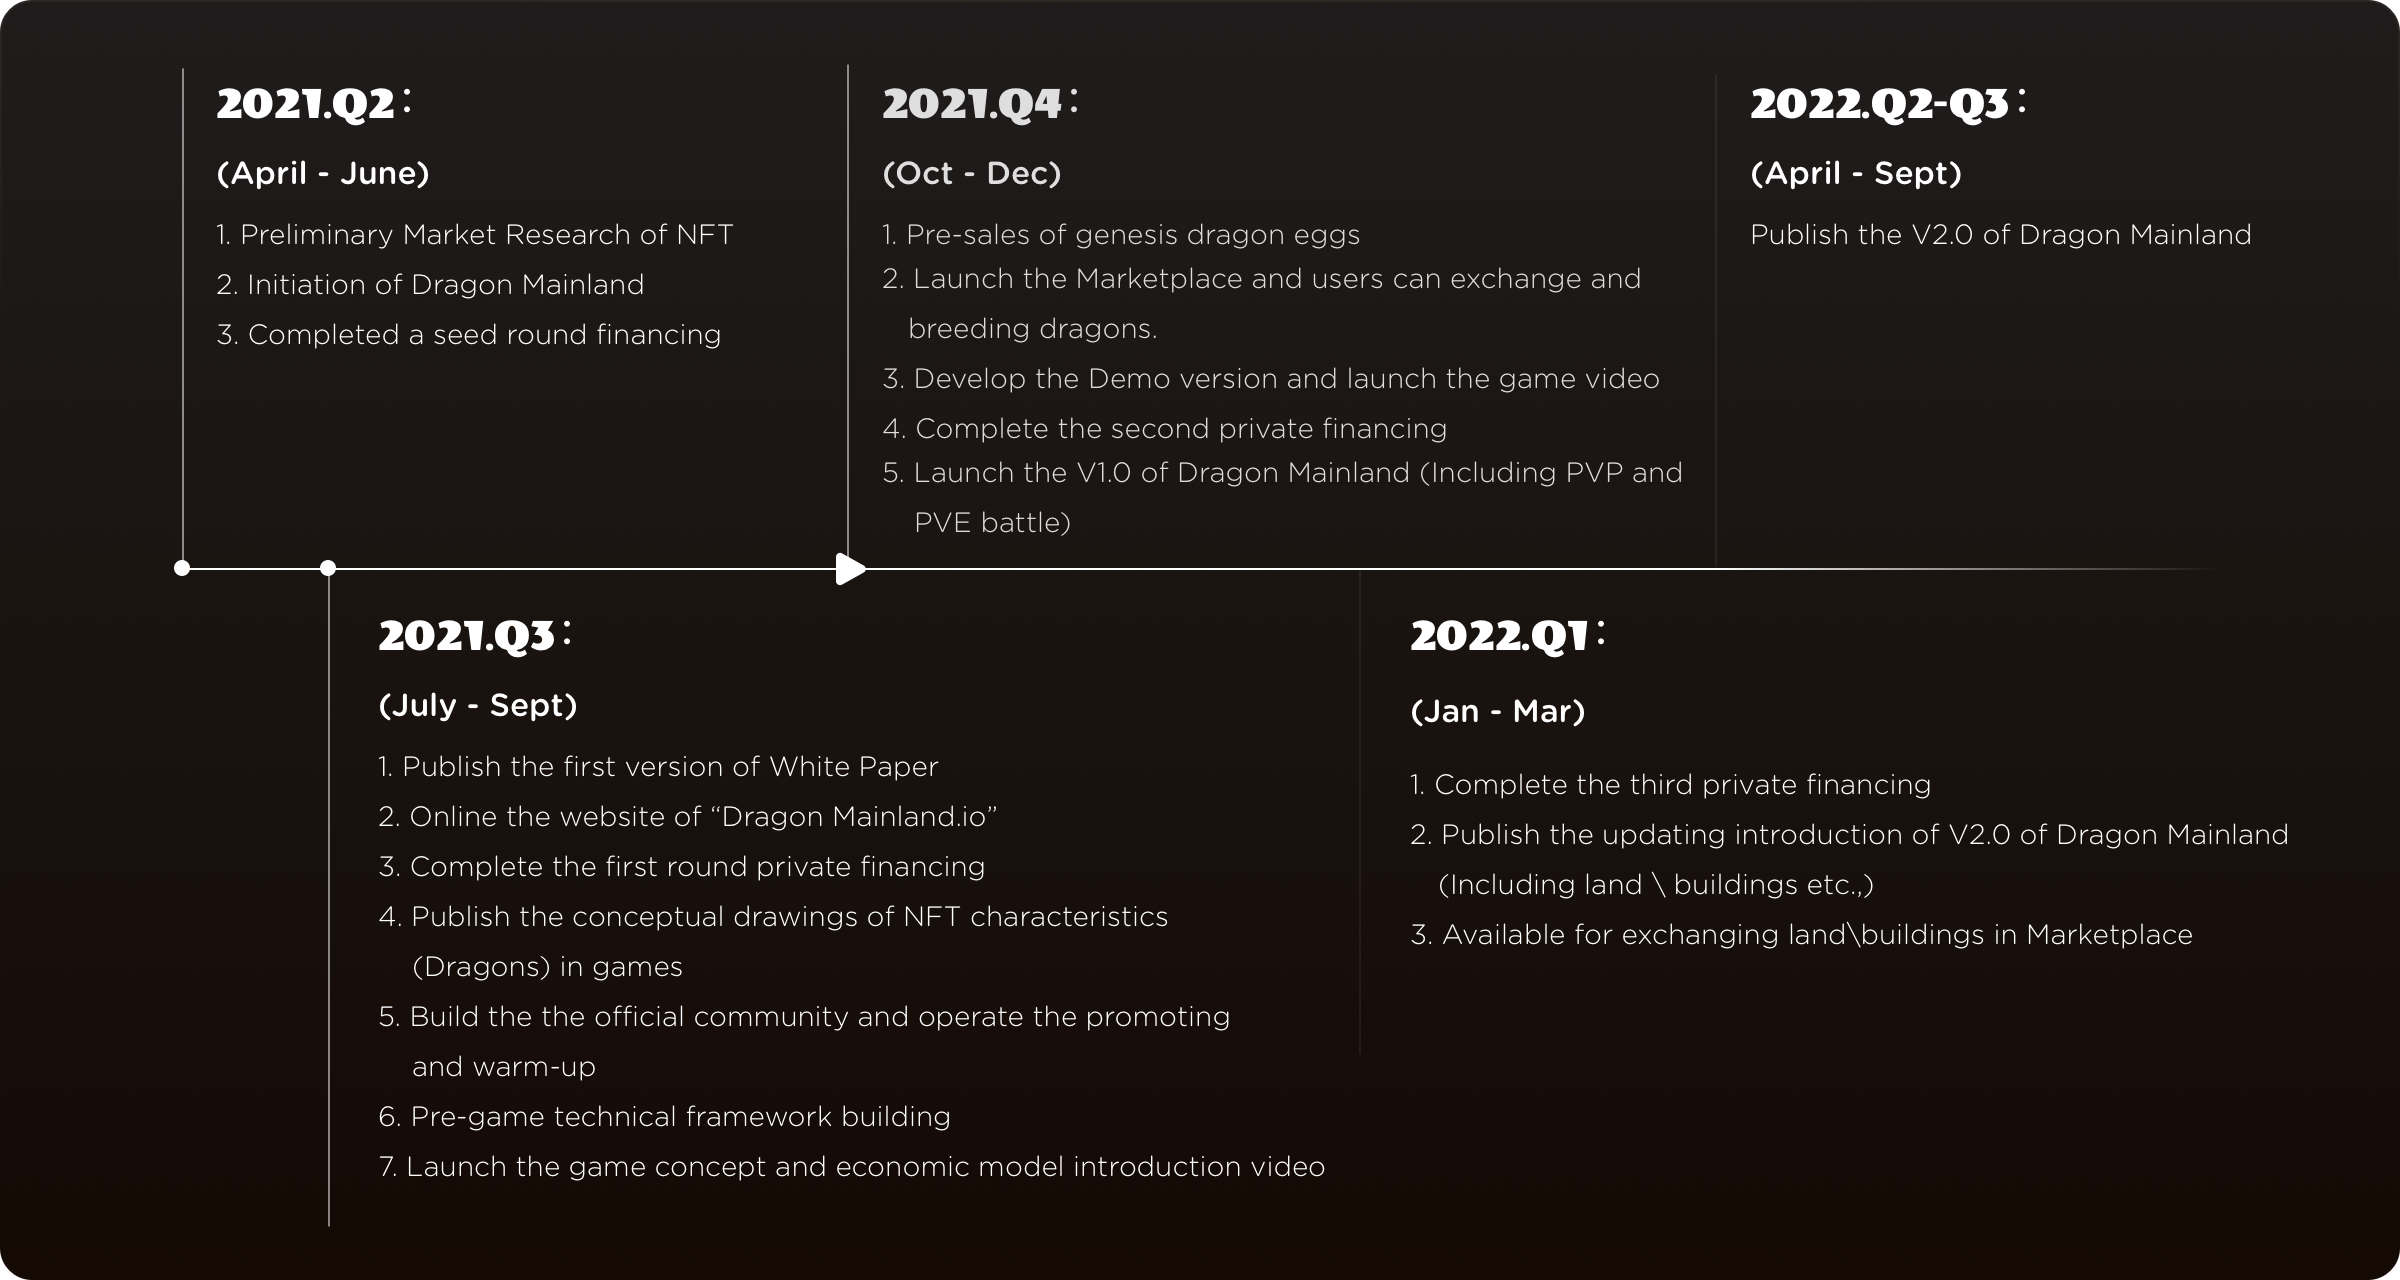 2021.Q2:
(April - June)
1. Preliminary Market Research of NFT
2. Initiation of Dragon Mainland
3. Completed a seed round financing
2021.Q4:
(Oct - Dec)
1. Pre-sales of genesis dragon eggs
2. Launch the Marketplace and users can exchange and
breeding dragons.
3. Develop the Demo version and launch the game video
4. Complete the second private financing
5. Launch the V1.0 of Dragon Mainland (Including PVP and
PVE battle)
2022.Q2-Q3:
(April - Sept)
Publish the V2.0 of Dragon Mainland
2021.Q3:
(July - Sept)
1. Publish the first version of White Paper
2. Online the website of “Dragon Mainland.io”
3. Complete the first round private financing
4. Publish the conceptual drawings of NFT characteristics
(Dragons) in games
5. Build the the official community and operate the promoting
and warm-up
6. Pre-game technical framework building
7. Launch the game concept and economic model introduction video
2022.Q1:
(Jan - Mar)
1. Complete the third private financing
2. Publish the updating introduction of V2.0 of Dragon Mainland
(Including land \ buildings etc.,)
3. Available for exchanging land\buildings in Marketplace